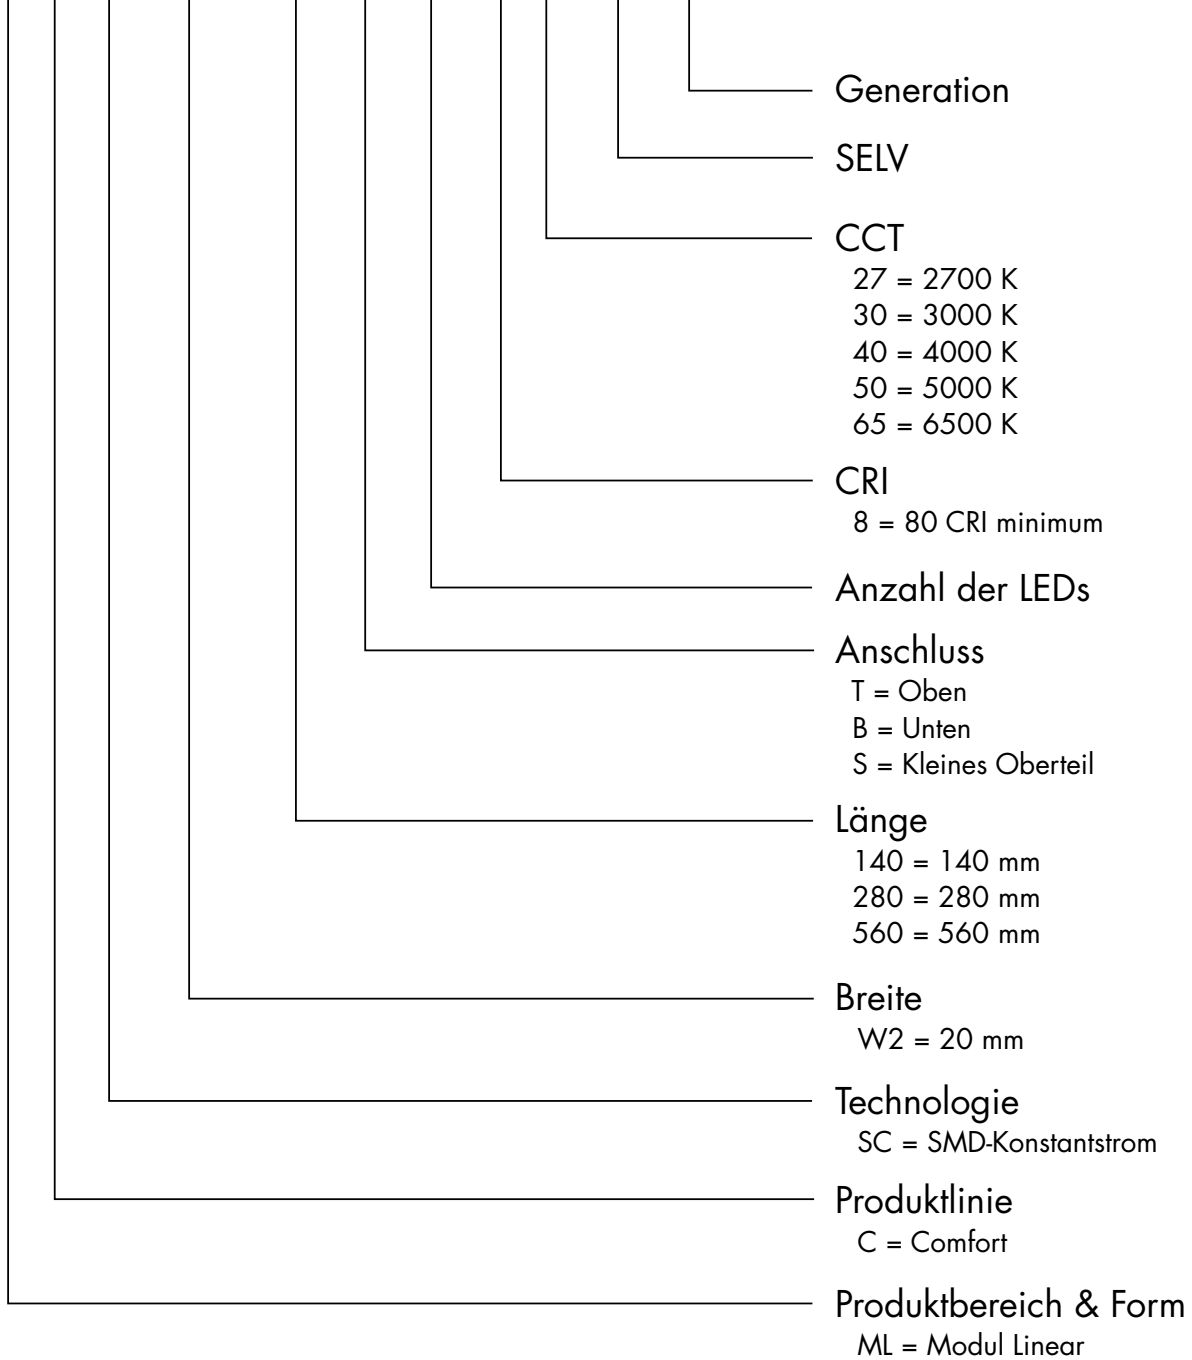 Generation
SELV
CCT
27 = 2700 K
30 = 3000 K
40 = 4000 K
50 = 5000 K
65 = 6500 K
CRI
8 = 80 CRI minimum
Anzahl der LEDs
Anschluss
T = Oben
B = Unten
S = Kleines Oberteil
Länge
140 = 140 mm
280 = 280 mm
560 = 560 mm
Breite
W2 = 20 mm
Technologie
SC = SMD-Konstantstrom
Produktlinie
C = Comfort
Produktbereich & Form
ML = Modul Linear